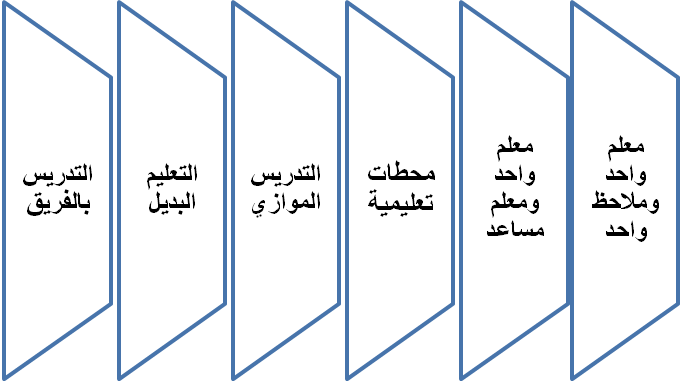 معلم
واحد
وملاحظ
واحد
معلم
واحد
ومعلم
مساعد
محطات
تعليمية
التدريس
الموازي
التعليم
البديل
التدريس
بالفريق